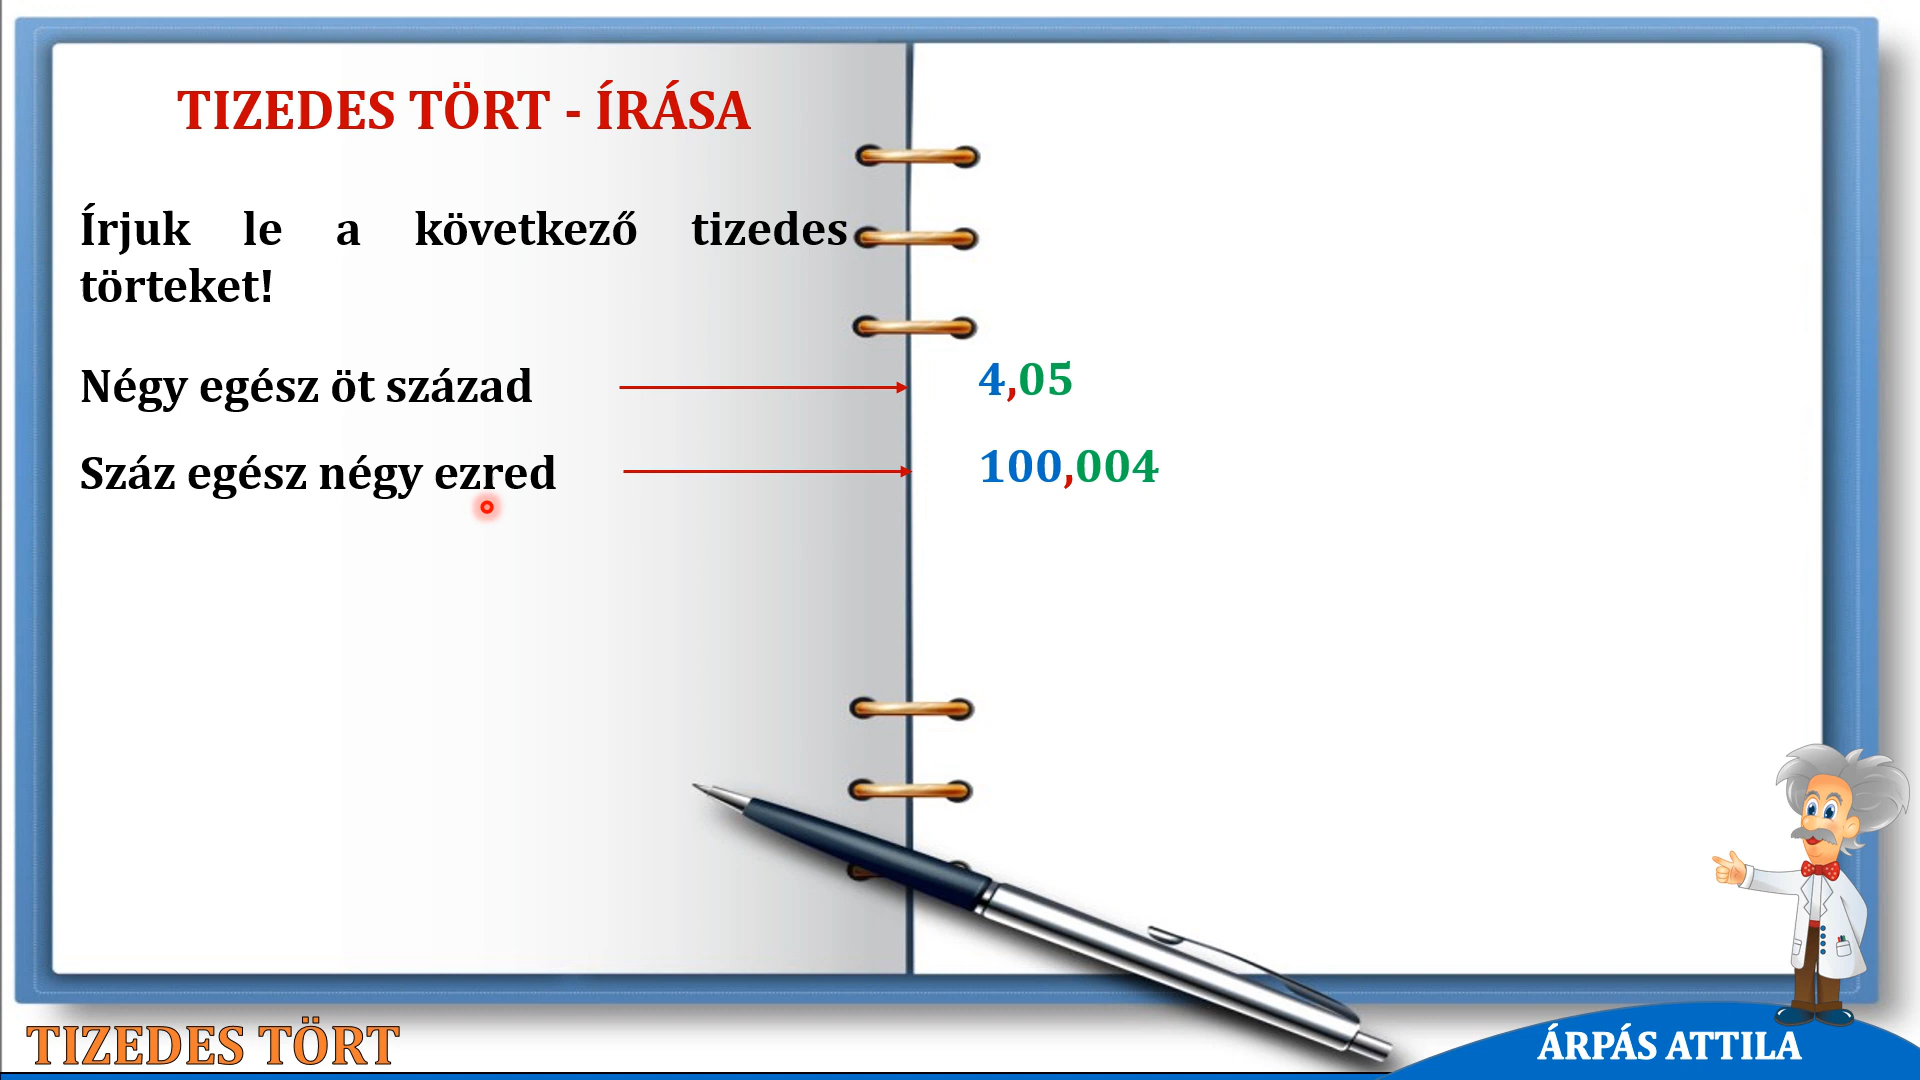 TIZEDES TÖRT - ÍRÁSA
Írjuk le a következő tizedes
törteket!
Négy egész öt század
4,05
Száz egész négy ezred
100,004
TIZEDES TÖRT
ÁRPÁS ATTILA